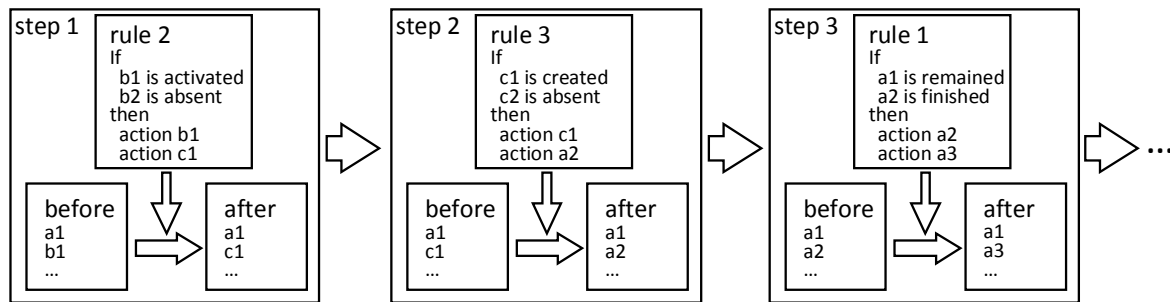 step 1
rule 2
If
b1 is activated
b2 is absent
then
action b1
action c1
before
a1
b1
...
after
a1
c1
...
step 2
rule 3
If
c1 is created
c2 is absent
then
action c1
action a2
before
a1
c1
...
after
a1
a2
...
step 3
rule 1
If
a1 is remained
a2 is finished
then
action a2
action a3
before
a1
a2
...
after
a1
a3
...
...